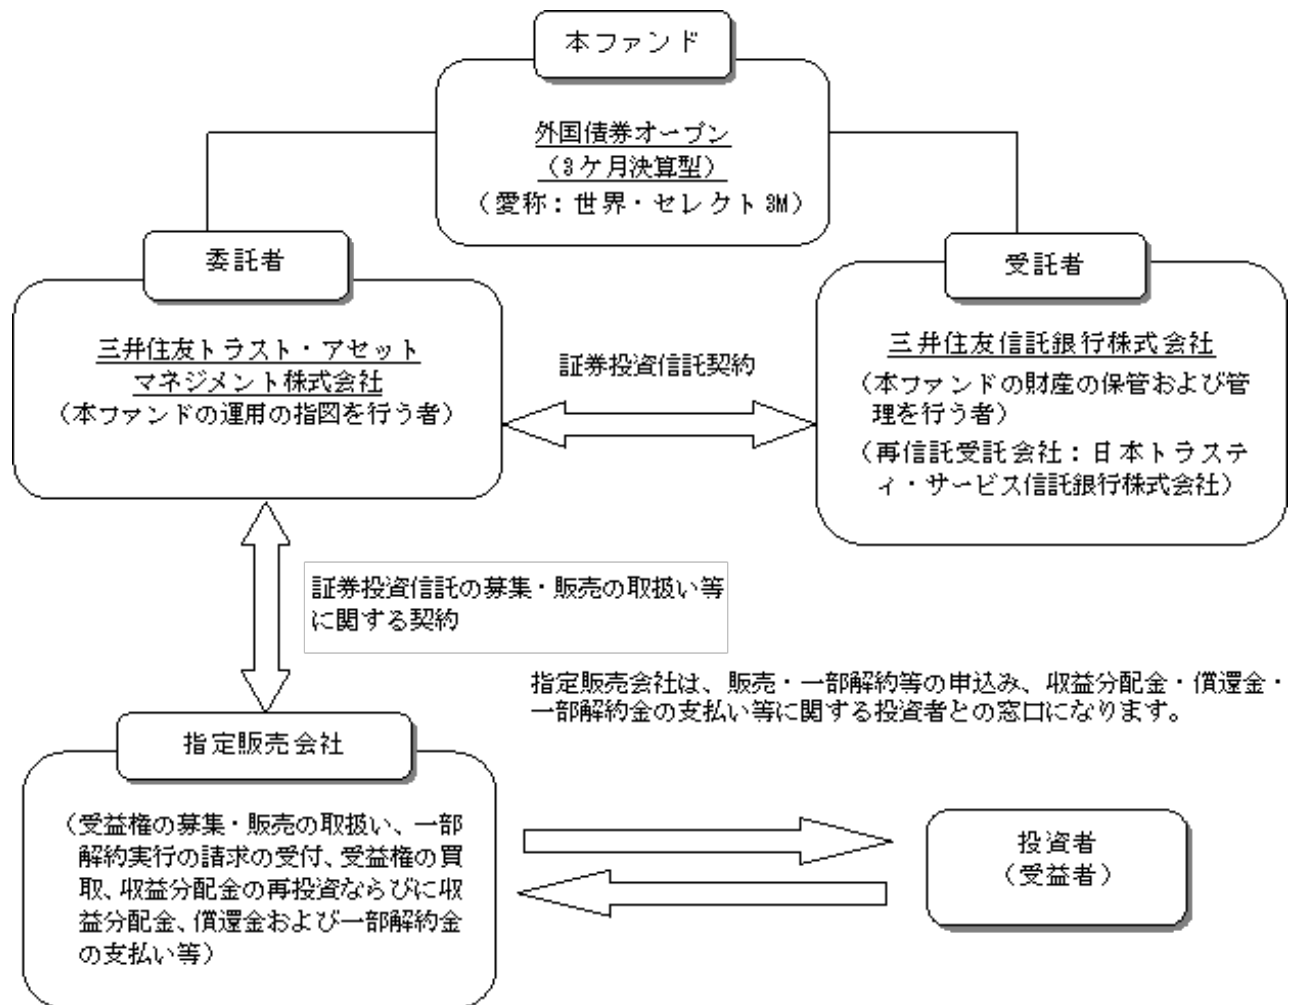 本ファンド
外国債券オープン
（3ケ月決算型）
（愛称：世界・セレクト3M）
委託者
三井住友トラスト・アセット
マネジメント株式会社
（本ファンドの運用の指図を行う者）
証券投資信託契約
受託者
三井住友信託銀行株式会社
（本ファンドの財産の保管および管
理を行う者）
（再信託受託会社：日本トラステ
ィ・サービス信託銀行株式会社）
証券投資信託の募集・販売の取扱い等
に関する契約
指定販売会社は、販売・一部解約等の申込み、収益分配金・償還金・
一部解約金の支払い等に関する投資者との窓口になります。
指定販売会社
（受益権の募集・販売の取扱い、一部
解約実行の請求の受付、受益権の買
取、収益分配金の再投資ならびに収
益分配金、償還金および一部解約金
の支払い等）
投資者
（受益者）